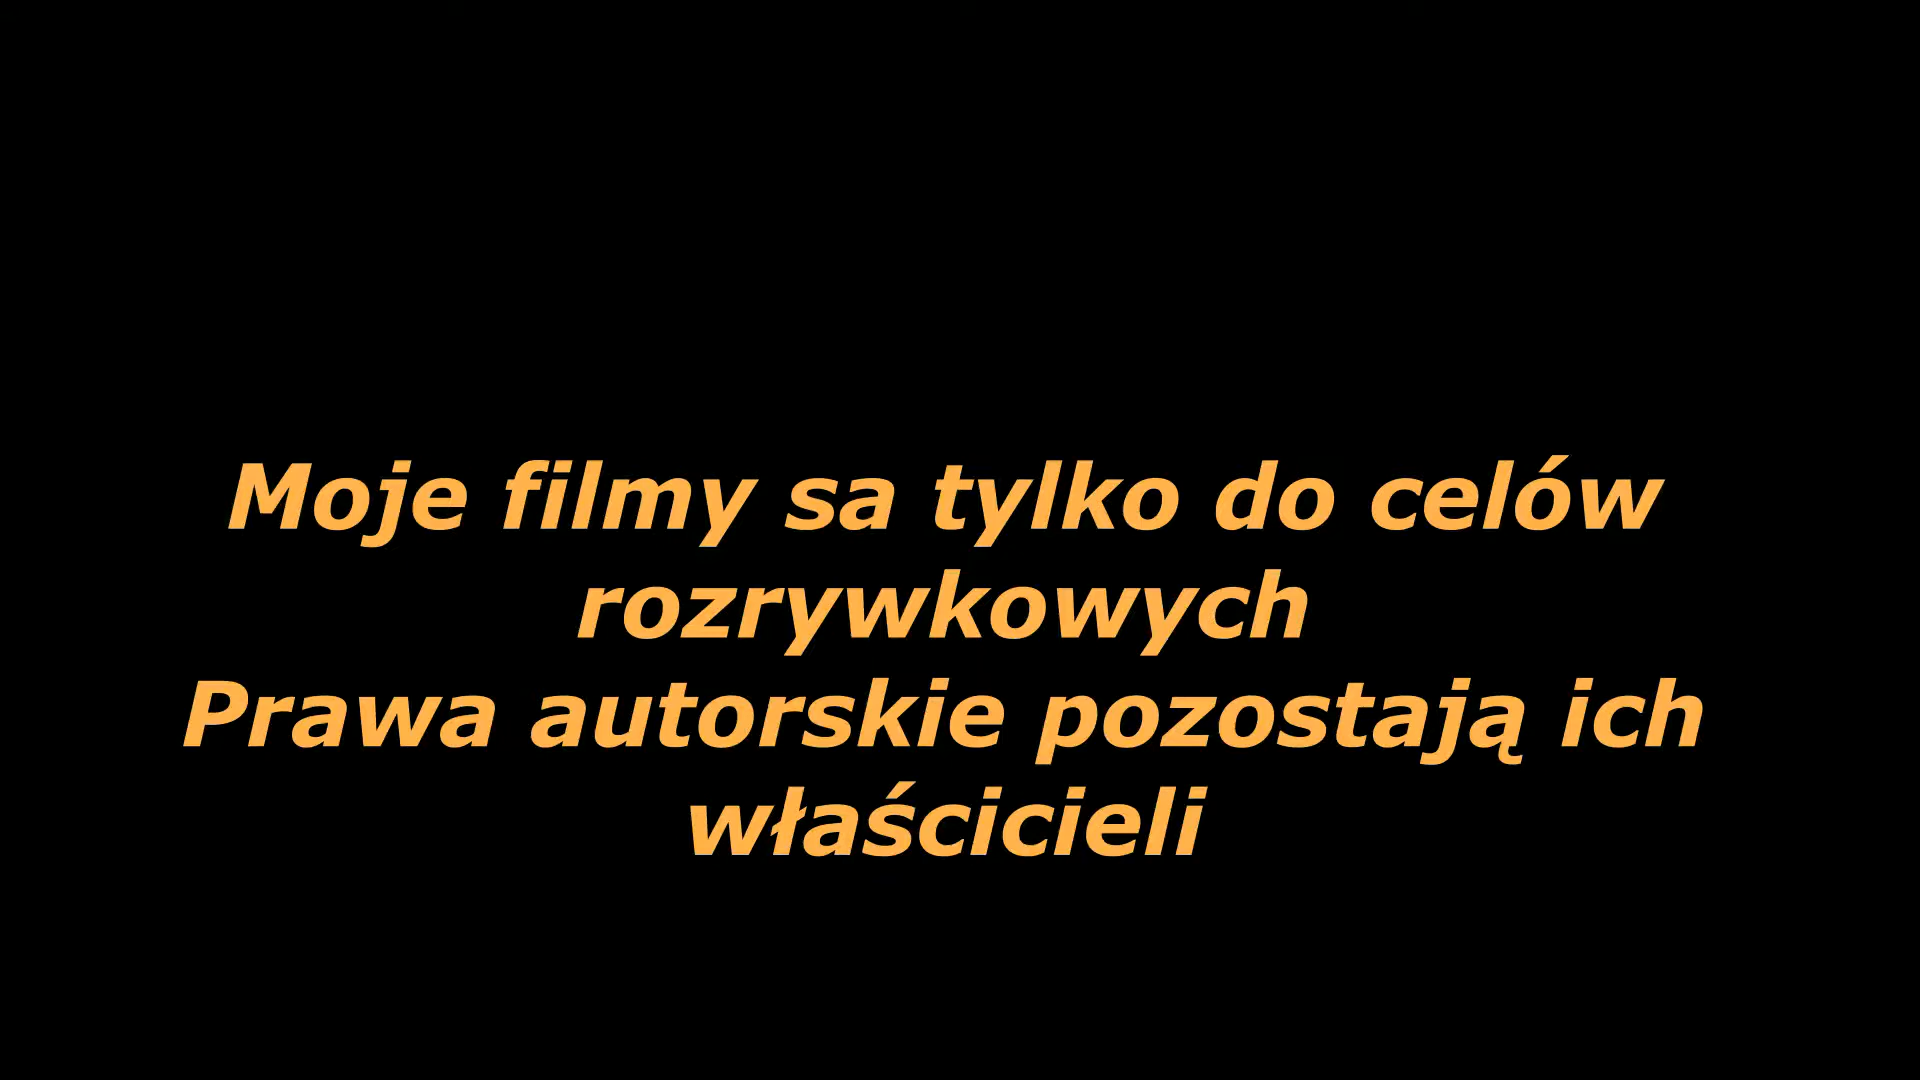 Moje filmy sa tylko do celów
rozrywkowych
Prawa autorskie pozostają ich
właścicieli